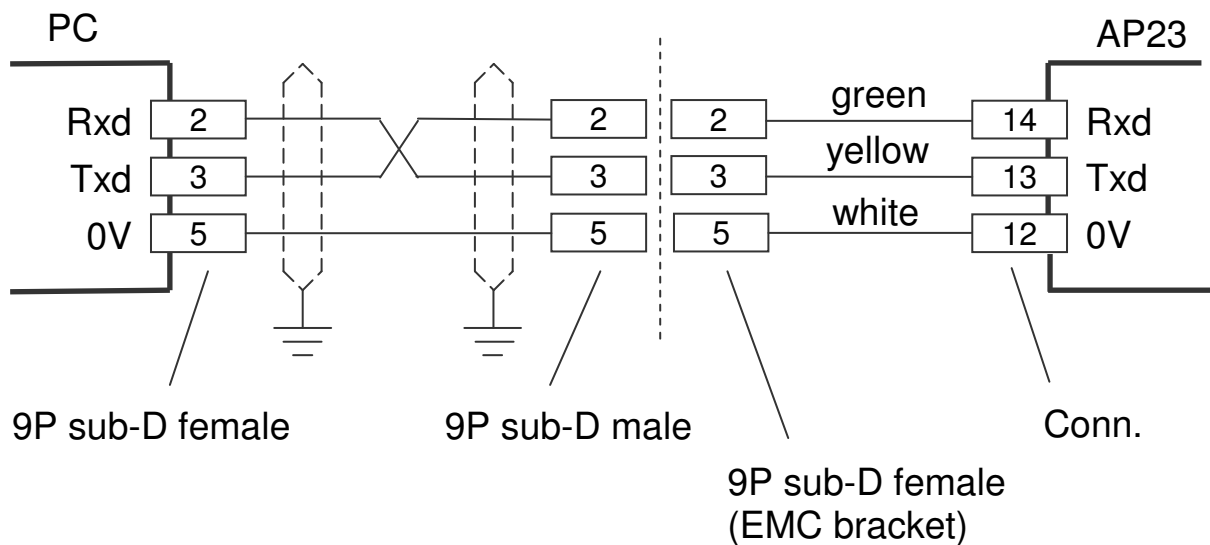 PC
AP23
Rxd 2 2 2 green 14 Rxd
Txd 3 3 3 yellow 13 Txd
0V 5 5 5 white 12 0V
9P sub-D female
9P sub-D male
Conn.
9P sub-D female
(EMC bracket)